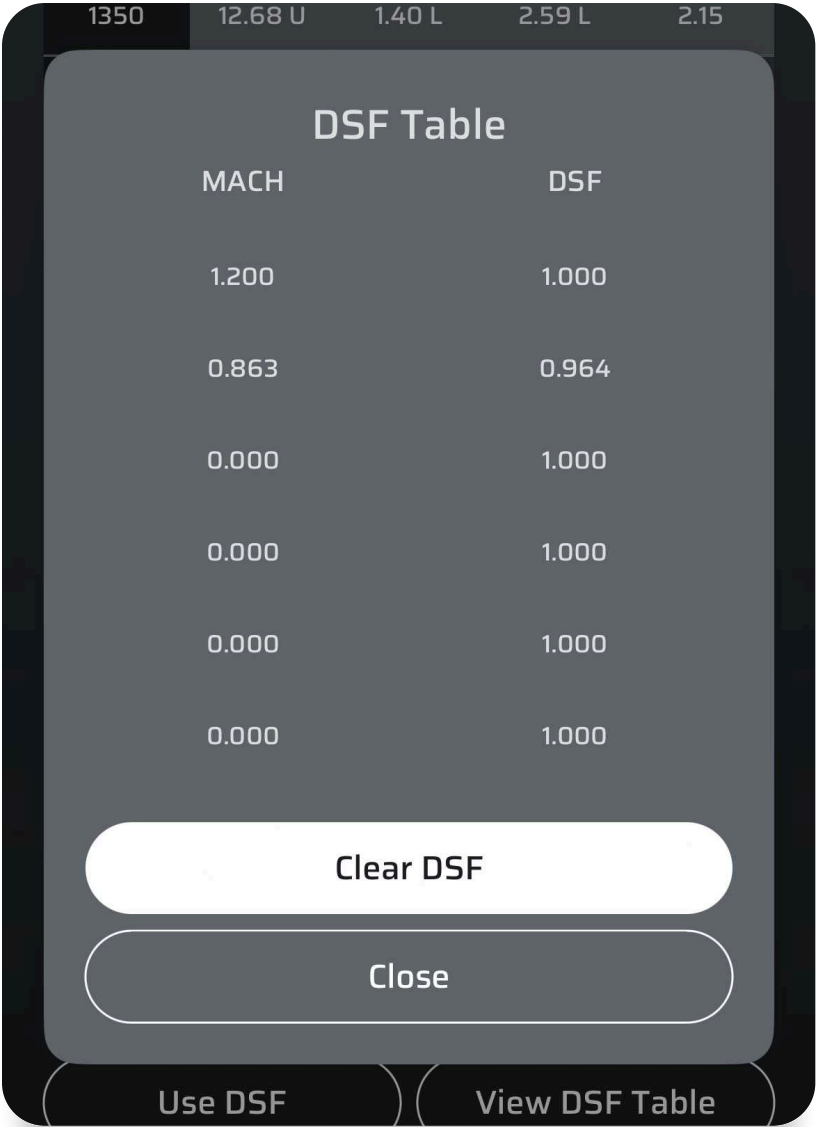 1350 12.68 U 1.40 L 2.59 L 2.15
DSF Table
MACH DSF
1.200 1.000
0.863 0.964
0.000 1.000
0.000 1.000
0.000 1.000
0.000 1.000
Clear DSF
Close
Use DSF View DSF Table